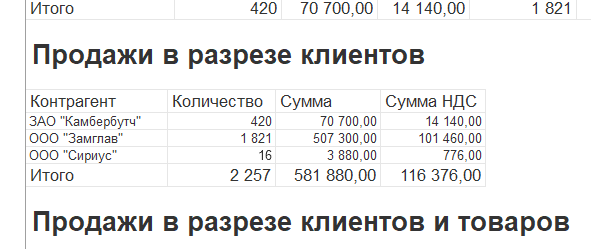 Итого 420 70 700,00 14 140,00 1 821
Продажи в разрезе клиентов
Контрагент Количество Сумма Сумма НДС
ЗАО "Камбербутч" 420 70 700,00 14 140,00
ООО "Замглав" 1 821 507 300,00 101 460,00
ООО "Сириус" 16 3 880,00 776,00
Итого 2 257 581 880,00 116 376,00
Продажи в разрезе клиентов и товаров